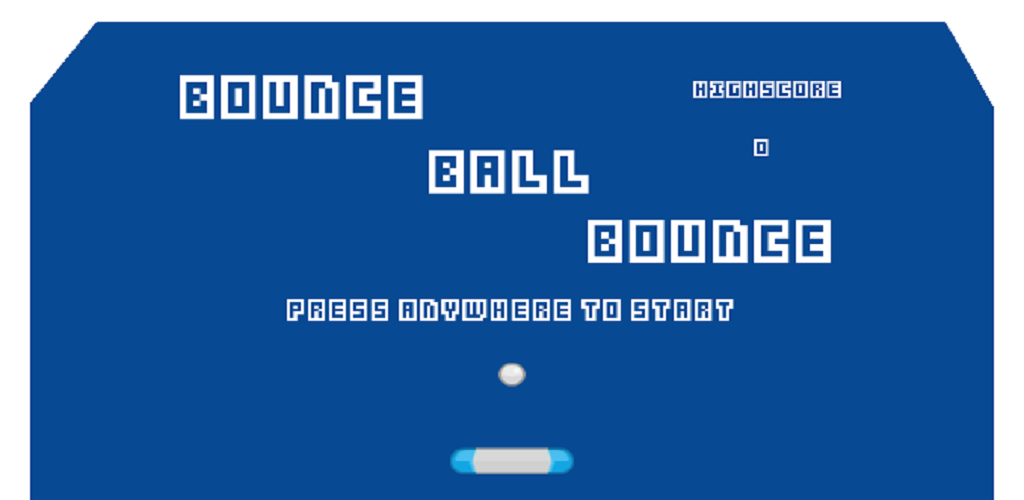 BOUNCE
HIGHSCORE
0
BALL
BOUNCE
PRESS ANYWHERE TO START